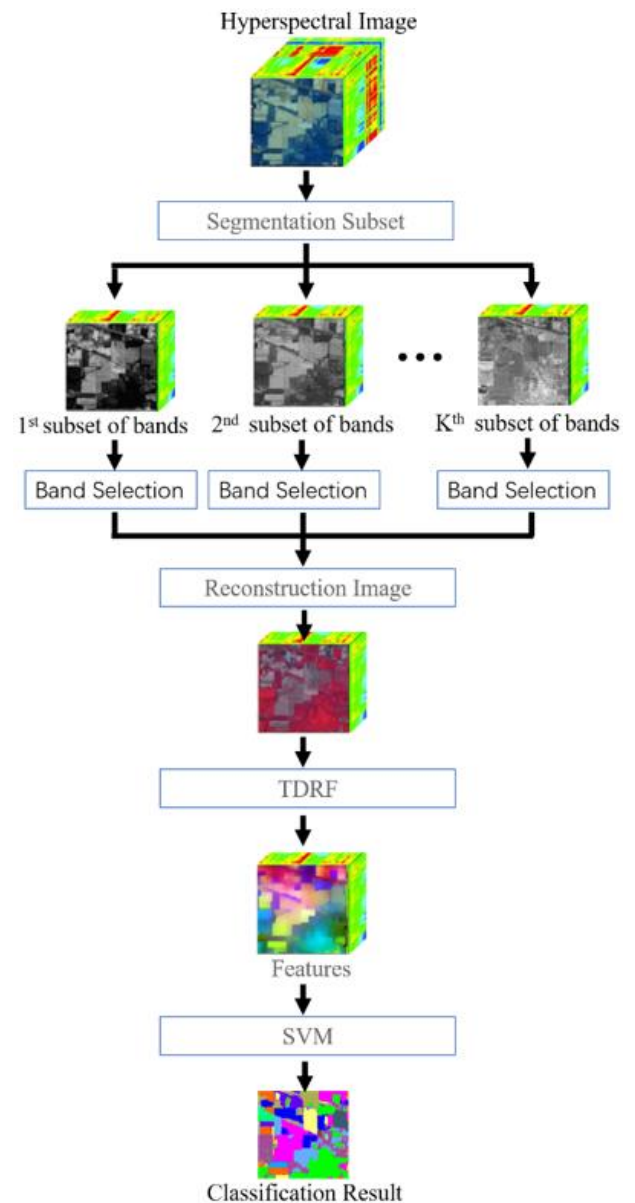 Hyperspectral Image
Segmentation Subset
1st subset of bands 2nd subset of bands Kth subset of bands
Band Selection Band Selection Band Selection
Reconstruction Image
TDRF
Features
SVM
Classification Result